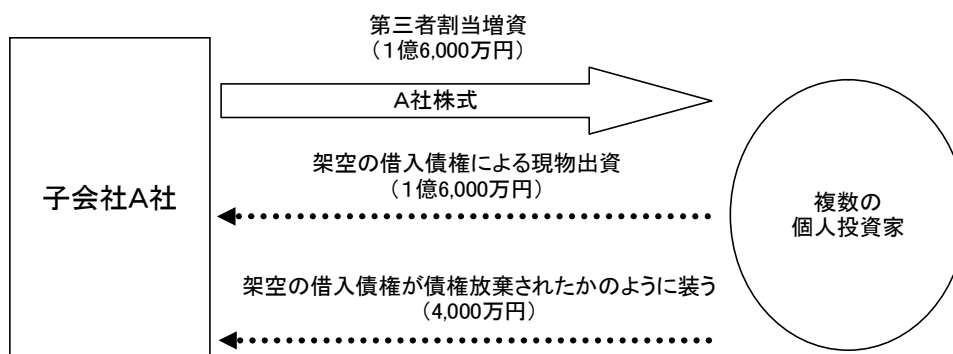 第三者割当増資
（１億6,000万円）
Ａ社株式
架空の借入債権による現物出資
（１億6,000万円）
子会社Ａ社
複数の
個人投資家
架空の借入債権が債権放棄されたかのように装う
（4,000万円）